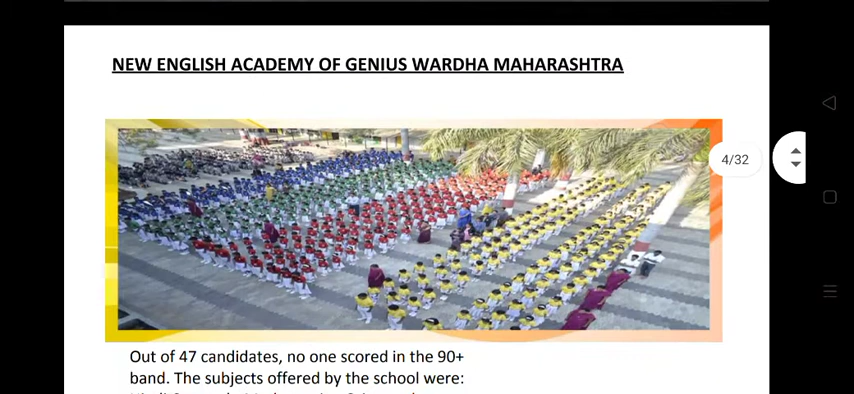 NEW ENGLISH ACADEMY OF GENIUS WARDHA MAHARASHTRA
4/32
Out of 47 candidates, no one scored in the 90+
band. The subjects offered by the school were: